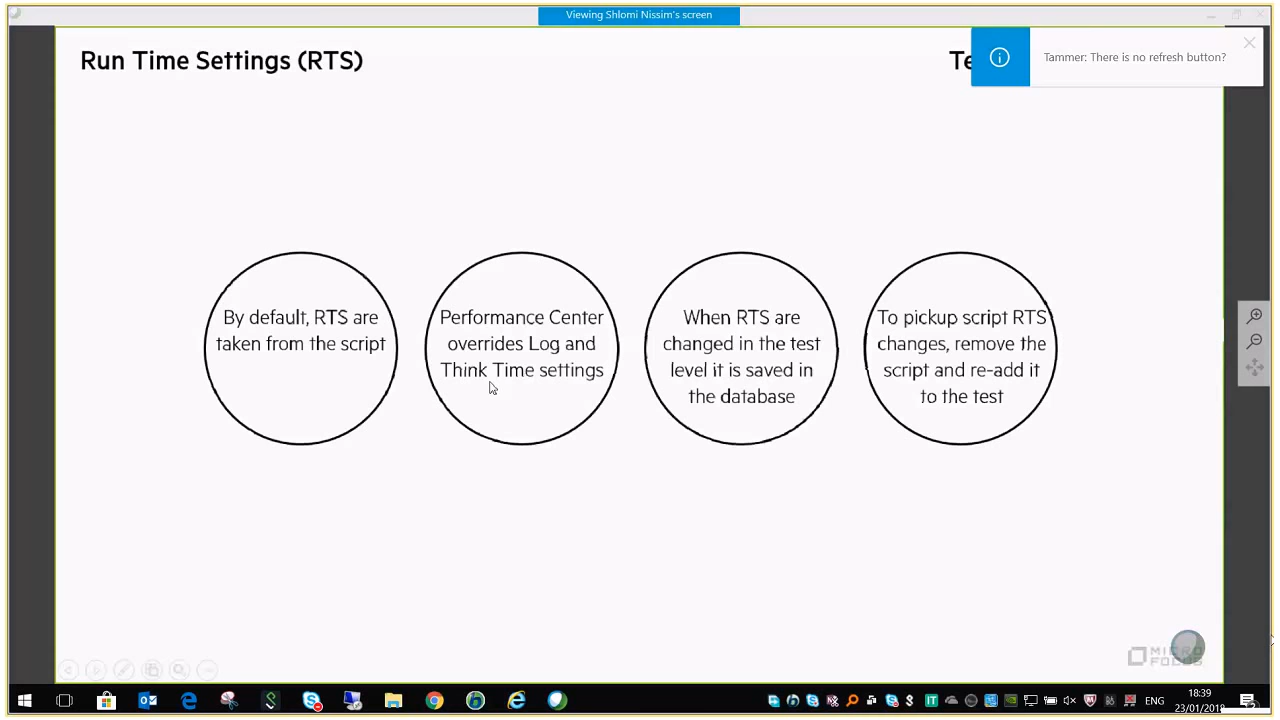 Viewing Shlomi Nissim's screen
Run Time Settings (RTS)
Te
Tammer: There is no refresh button?
By default, RTS are
taken from the script
Performance Center
overrides Log and
Think Time settings
When RTS are
changed in the test
level it is saved in
the database
To pickup script RTS
changes, remove the
script and re-add it
to the test
MICRO
FOCUS
ENG
18:39
23/01/2018